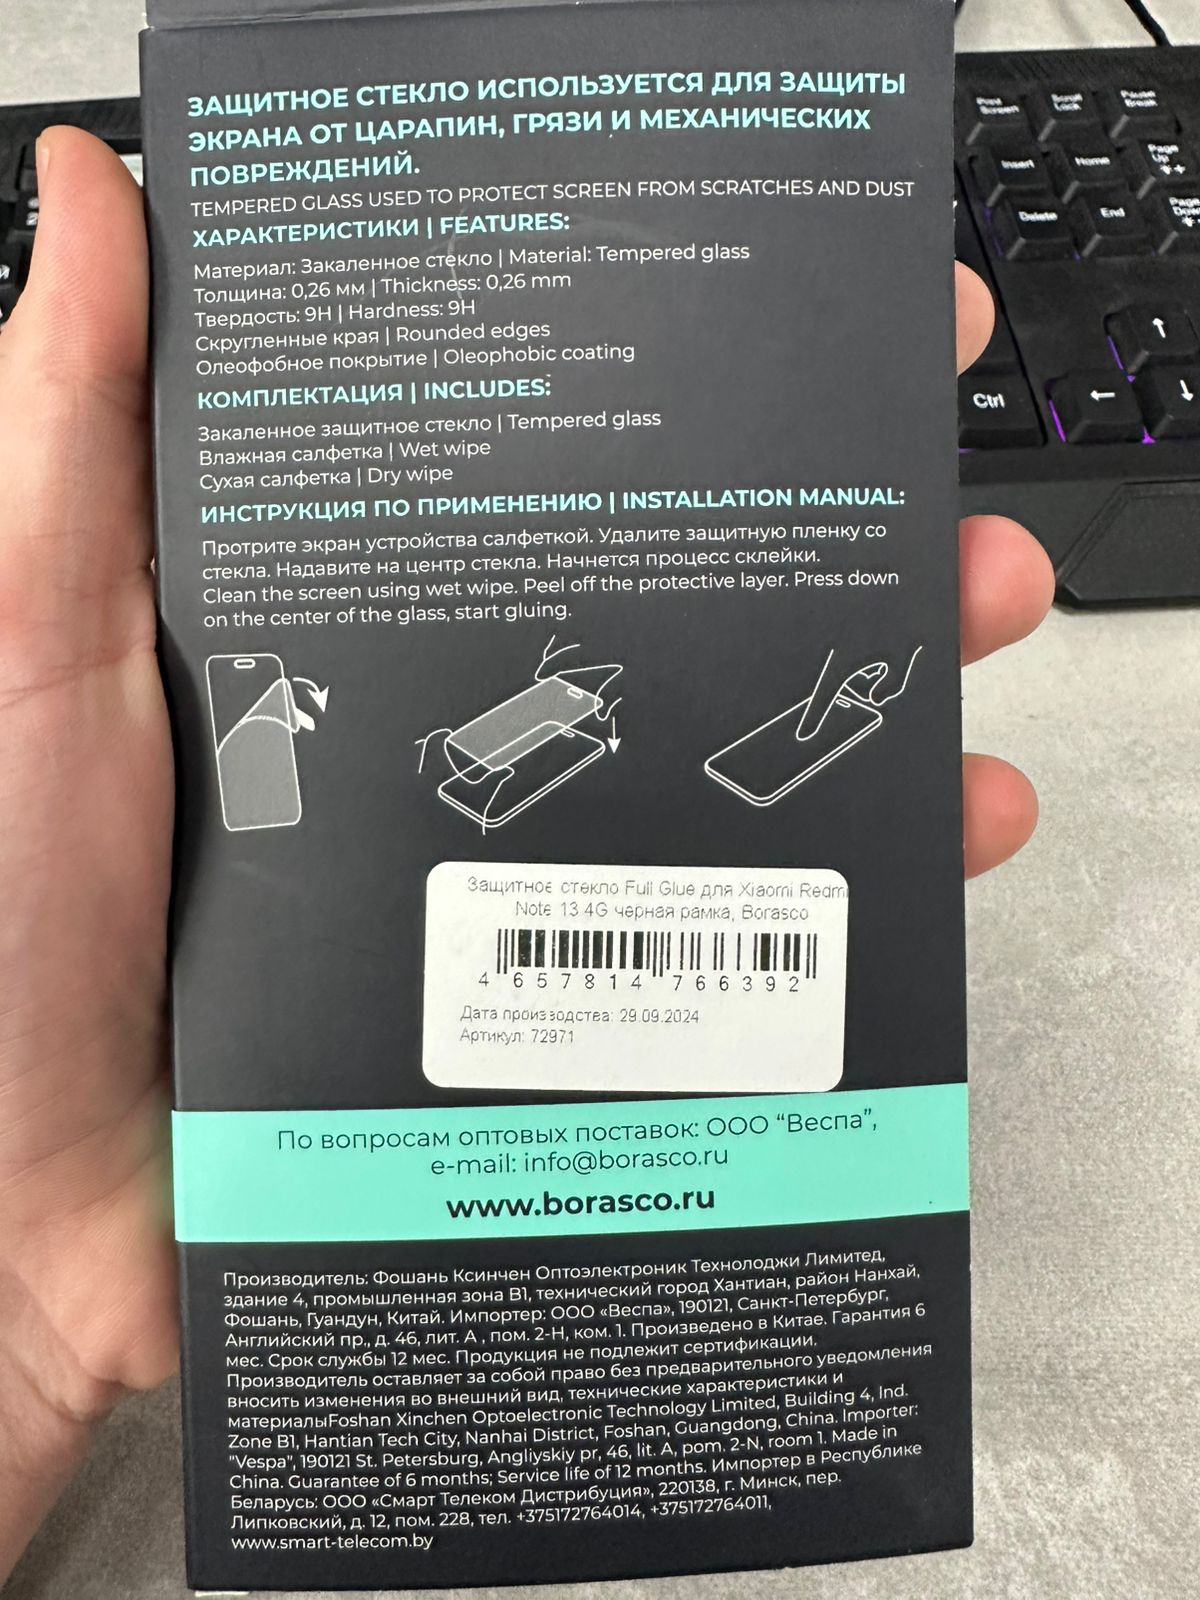 ЗАЩИТНОЕ СТЕКЛО ИСПОЛЬЗУЕТСЯ ДЛЯ ЗАЩИТЫ
ЭКРАНА ОТ ЦАРАПИН, ГРЯЗИ И МЕХАНИЧЕСКИХ
ПОВРЕЖДЕНИЙ.
TEMPERED GLASS USED TO PROTECT SCREEN FROM SCRATCHES AND DUST
ХАРАКТЕРИСТИКИ | FEATURES:
Материал: Закаленное стекло | Material: Tempered glass
Толщина: 0,26 мм | Thickness: 0,26 mm
Твердость: 9H | Hardness: 9H
Скругленные края | Rounded edges
Олеофобное покрытие | Oleophobic coating
КОМПЛЕКТАЦИЯ | INCLUDES:
Закаленное защитное стекло | Tempered glass
Влажная салфетка | Wet wipe
Сухая салфетка | Dry wipe
ИНСТРУКЦИЯ ПО ПРИМЕНЕНИЮ | INSTALLATION MANUAL:
Протрите экран устройства салфеткой. Удалите защитную пленку со
стекла. Надавите на центр стекла. Начнется процесс склейки.
Clean the screen using wet wipe. Peel off the protective layer. Press down
on the center of the glass, start gluing.
Защитное стекло Full Glue для Xiaomi Redmi
Note 13 4G черная рамка, Borasco
4 657814 766392
Дата производства: 29.09.2024
Артикул: 72971
По вопросам оптовых поставок: ООО “Веспа”,
e-mail: info@borasco.ru
www.borasco.ru
Производитель: Фошань Ксинчен Оптоэлектроник Технолоджи Лимитед,
здание 4, промышленная зона B1, технический город Хантиан, район Нанхай,
Фошань, Гуандун, Китай. Импортер: ООО «Веспа», 190121, Санкт-Петербург,
Английский пр., д. 46, лит. А , пом. 2-Н, ком. 1. Произведено в Китае. Гарантия 6
мес. Срок службы 12 мес. Продукция не подлежит сертификации.
Производитель оставляет за собой право без предварительного уведомления
вносить изменения во внешний вид, технические характеристики и
материалыFoshan Xinchen Optoelectronic Technology Limited, Building 4, Ind.
Zone B1, Hantian Tech City, Nanhai District, Foshan, Guangdong, China. Importer:
"Vespa", 190121 St. Petersburg, Angliyskiy pr, 46, lit. A, pom. 2-N, room 1. Made in
China. Guarantee of 6 months; Service life of 12 months. Импортер в Республике
Беларусь: ООО «Смарт Телеком Дистрибуция», 220138, г. Минск, пер.
Липковский, д. 12, пом. 228, тел. +375172764014, +375172764011,
www.smart-telecom.by
Print Screen
Scroll Lock
Pause Break
Insert
Home
Page Up
Delete
End
Page
Ctrl